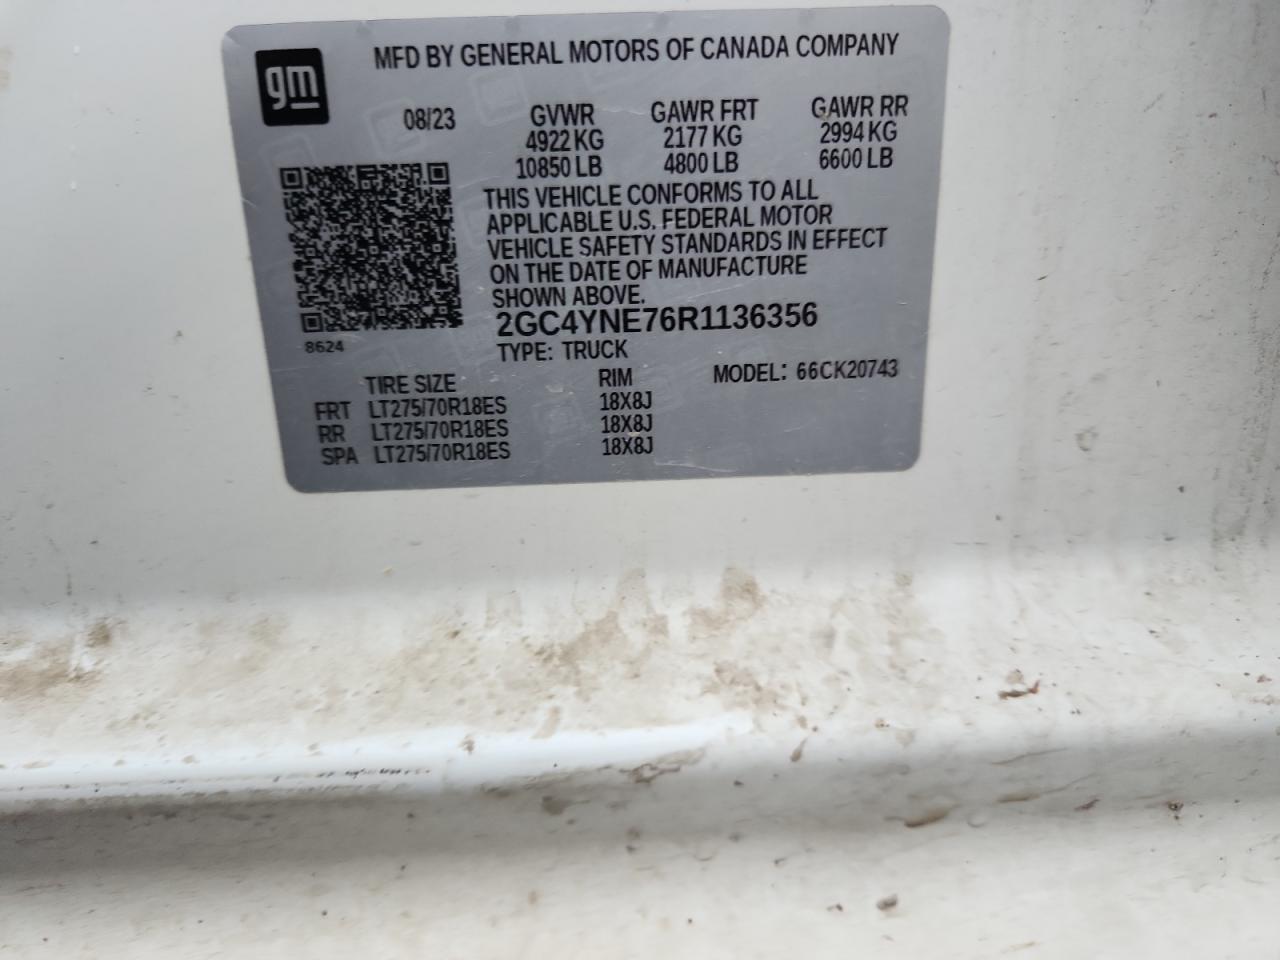 gm
MFD BY GENERAL MOTORS OF CANADA COMPANY
08/23 GVWR GAWR FRT GAWR RR
4922 KG 2177 KG 2994 KG
10850 LB 4800 LB 6600 LB
THIS VEHICLE CONFORMS TO ALL
APPLICABLE U.S. FEDERAL MOTOR
VEHICLE SAFETY STANDARDS IN EFFECT
ON THE DATE OF MANUFACTURE
SHOWN ABOVE.
2GC4YNE76R1136356
8624
TYPE: TRUCK
TIRE SIZE RIM MODEL: 66CK20743
FRT LT275/70R18ES 18X8J
RR LT275/70R18ES 18X8J
SPA LT275/70R18ES 18X8J